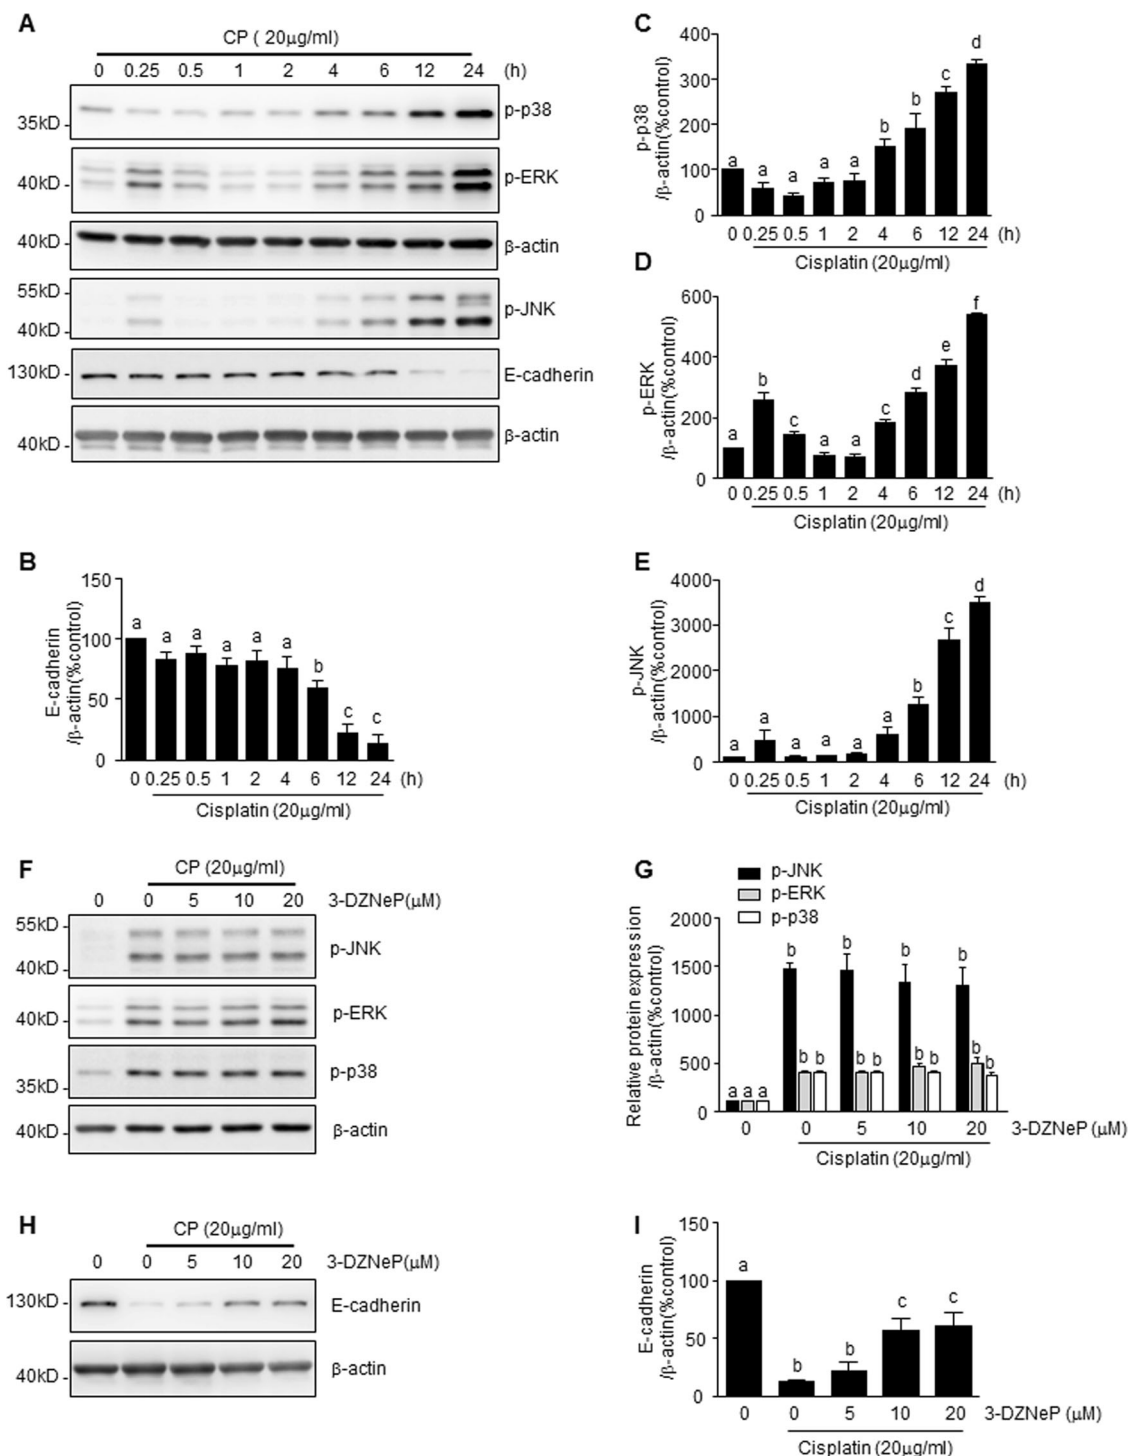 A
CP ( 20μg/ml)
0 0.25 0.5 1 2 4 6 12 24 (h)
35kD
p-p38
40kD
p-ERK
40kD
β-actin
55kD
40kD
p-JNK
130kD
E-cadherin
40kD
β-actin
B
E-cadherin
/β-actin(%control)
150
100
50
0
a a a a a a b c c
0 0.25 0.5 1 2 4 6 12 24 (h)
Cisplatin (20μg/ml)
C
p-p38
/β-actin(%control)
400
300
200
100
0
a a a a a b b c d
0 0.25 0.5 1 2 4 6 12 24 (h)
Cisplatin (20μg/ml)
D
p-ERK
/β-actin(%control)
600
400
200
0
a b c a a c d e f
0 0.25 0.5 1 2 4 6 12 24 (h)
Cisplatin (20μg/ml)
E
p-JNK
/β-actin(%control)
4000
3000
2000
1000
0
a a a a a a b c d
0 0.25 0.5 1 2 4 6 12 24 (h)
Cisplatin (20μg/ml)
F
CP (20μg/ml)
0 0 5 10 20 3-DZNeP(μM)
55kD
40kD
p-JNK
40kD
p-ERK
35kD
p-p38
40kD
β-actin
G
p-JNK
p-ERK
p-p38
Relative protein expression
/β-actin(%control)
2000
1500
1000
500
0
a a a b b b b b b b b b b b b
0 0 5 10 20 3-DZNeP (μM)
Cisplatin (20μg/ml)
H
CP (20μg/ml)
0 0 5 10 20 3-DZNeP(μM)
130kD
E-cadherin
40kD
β-actin
I
E-cadherin
/β-actin(%control)
150
100
50
0
a b b c c
0 0 5 10 20 3-DZNeP (μM)
Cisplatin (20μg/ml)